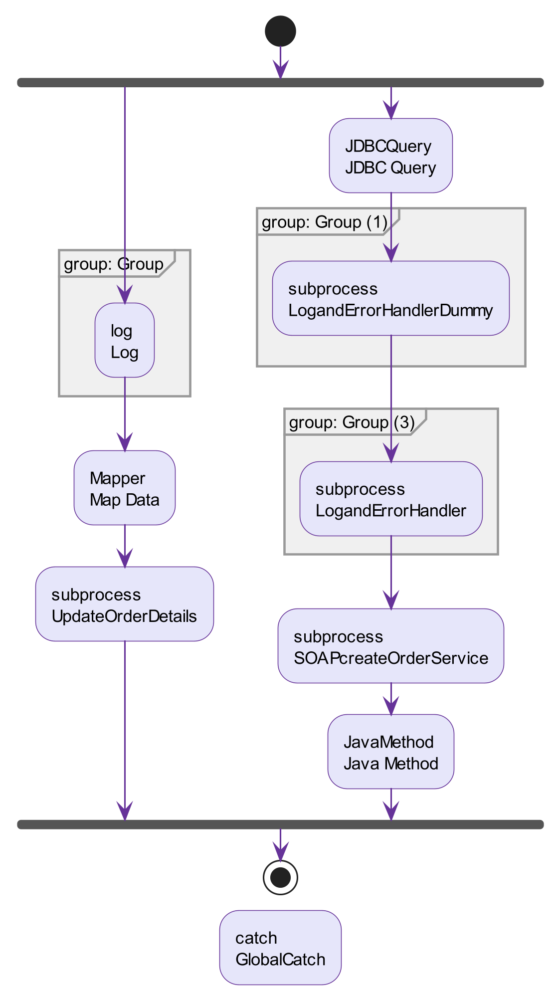 JDBCQuery
JDBC Query
group: Group (1)
subprocess
LogandErrorHandlerDummy
group: Group
log
Log
group: Group (3)
subprocess
LogandErrorHandler
Mapper
Map Data
subprocess
UpdateOrderDetails
subprocess
SOAPcreateOrderService
JavaMethod
Java Method
catch
GlobalCatch